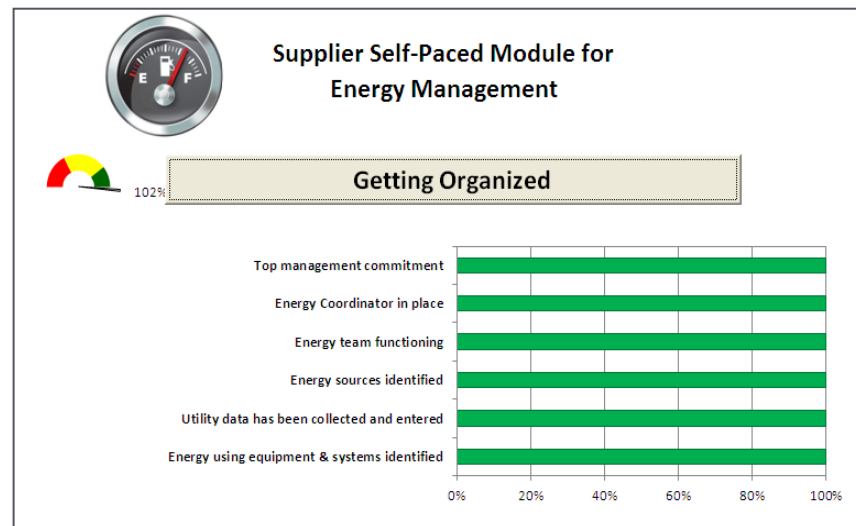 Supplier Self-Paced Module for
Energy Management
E F
102%
Getting Organized
Top management commitment
Energy Coordinator in place
Energy team functioning
Energy sources identified
Utility data has been collected and entered
Energy using equipment & systems identified
0% 20% 40% 60% 80% 100%